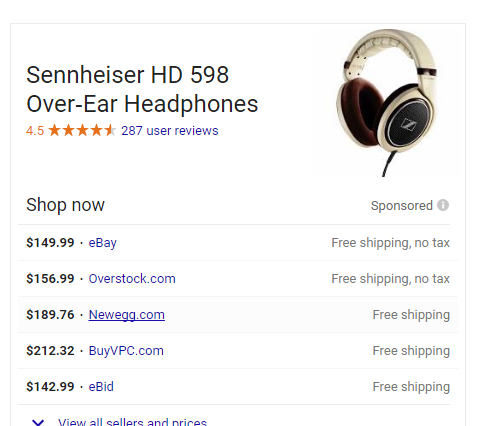 Sennheiser HD 598
Over-Ear Headphones
4.5 287 user reviews
Shop now Sponsored
$149.99 · eBay Free shipping, no tax
$156.99 · Overstock.com Free shipping, no tax
$189.76 · Newegg.com Free shipping
$212.32 · BuyVPC.com Free shipping
$142.99 · eBid Free shipping
View all sellers and prices